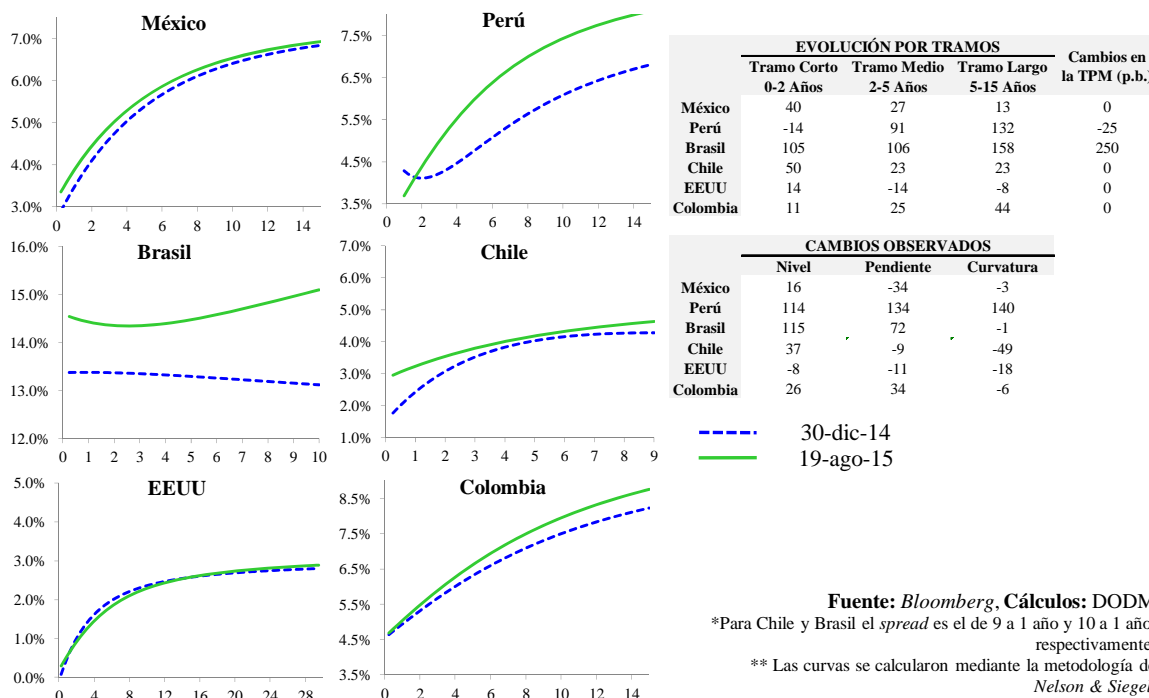 México
7.0%
6.0%
5.0%
4.0%
3.0%
0 2 4 6 8 10 12 14
Perú
7.5%
6.5%
5.5%
4.5%
3.5%
0 2 4 6 8 10 12 14
Brasil
16.0%
15.0%
14.0%
13.0%
12.0%
0 1 2 3 4 5 6 7 8 9 10
Chile
7.0%
6.0%
5.0%
4.0%
3.0%
2.0%
1.0%
0 1 2 3 4 5 6 7 8 9
EEUU
5.0%
4.0%
3.0%
2.0%
1.0%
0.0%
0 4 8 12 16 20 24 28
Colombia
8.5%
7.5%
6.5%
5.5%
4.5%
3.5%
0 2 4 6 8 10 12 14
EVOLUCIÓN POR TRAMOS Cambios en
Tramo Corto Tramo Medio Tramo Largo la TPM (p.b.)
0-2 Años 2-5 Años 5-15 Años
México 40 27 13 0
Perú -14 91 132 -25
Brasil 105 106 158 250
Chile 50 23 23 0
EEUU 14 -14 -8 0
Colombia 11 25 44 0
CAMBIOS OBSERVADOS
Nivel Pendiente Curvatura
México 16 -34 -3
Perú 114 134 140
Brasil 115 72 -1
Chile 37 -9 -49
EEUU -8 -11 -18
Colombia 26 34 -6
30-dic-14
19-ago-15
Fuente: Bloomberg, Cálculos: DODM
*Para Chile y Brasil el spread es el de 9 a 1 año y 10 a 1 año
respectivamente
** Las curvas se calcularon mediante la metodología de
Nelson & Siegel